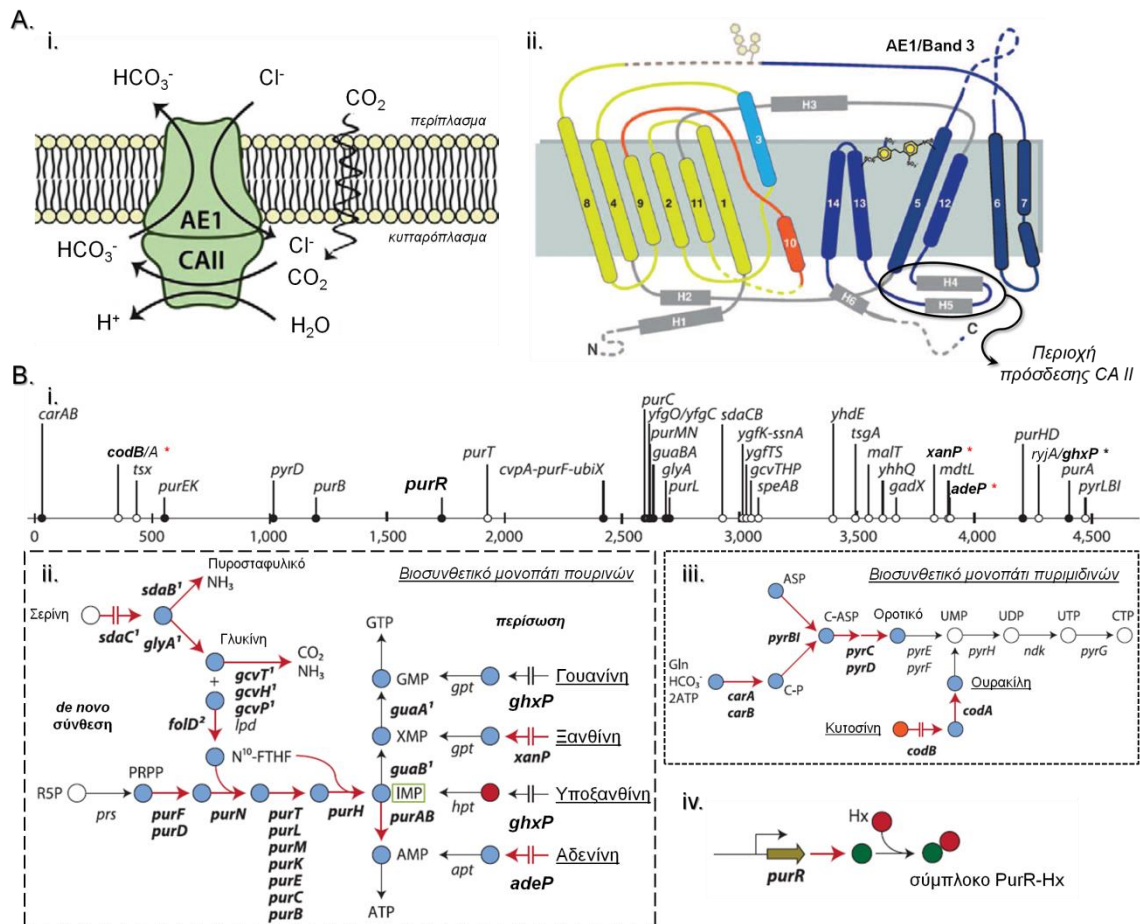 A.
i.
HCO₃⁻
Cl⁻
CO₂
περίπλασμα
AE1
CAII
HCO₃⁻
Cl⁻
CO₂
κυπαρόπλασμα
H⁺
H₂O
ii.
AE1/Band 3
H3
3
8
4
9
2
11
1
10
14
13
5
12
6
7
H4
H5
H2
H1
H6
N
C
Περιοχή
πρόσδεσης CA II
B.
i.
carAB
codB/A *
tsx
purEK
pyrD
purB
purR
purT
cvpA-purF-ubiX
purC
yfgO/yfgC
purMN
guaBA
glyA
purL
sdaCB
ygfK-ssnA
ygfTS
gcvTHP
speAB
yhdE
tsgA
malT
yhhQ
gadX
xanP *
mdtL
adeP *
purHD
ryjA/ghxP *
purA
pyrLBI
0 500 1,000 1,500 2,000 2,500 3,000 3,500 4,000 4,500
ii.
Βιοσυνθετικό μονοπάτι πουρινών
Πυροσταφυλικό
NH₃
sdaB¹
Σερίνη
sdaC¹
glyA¹
Γλυκίνη
gcvT¹
gcvH¹
gcvP¹
lpd
CO₂
NH₃
+
de novo
σύνθεση
folD²
N¹⁰-FTHF
R5P
prs
PRPP
purF
purD
purN
purT
purL
purM
purK
purE
purC
purB
purH
περίσωση
GTP
GMP
gpt
ghxP
Γουανίνη
guaA¹
XMP
gpt
xanP
Ξανθίνη
guaB¹
IMP
hpt
ghxP
Υποξανθίνη
purAB
AMP
apt
adeP
Αδενίνη
ATP
iii.
Βιοσυνθετικό μονοπάτι πυριμιδινών
ASP
pyrBI
C-ASP
Οροτικό
UMP
UDP
UTP
CTP
pyrC
pyrD
pyrE
pyrF
pyrH
ndk
pyrG
Gln
HCO₃⁻
2ATP
carA
carB
C-P
Ουρακίλη
codA
Κυτοσίνη
codB
iv.
Hx
purR
σύμπλοκο PurR-Hx